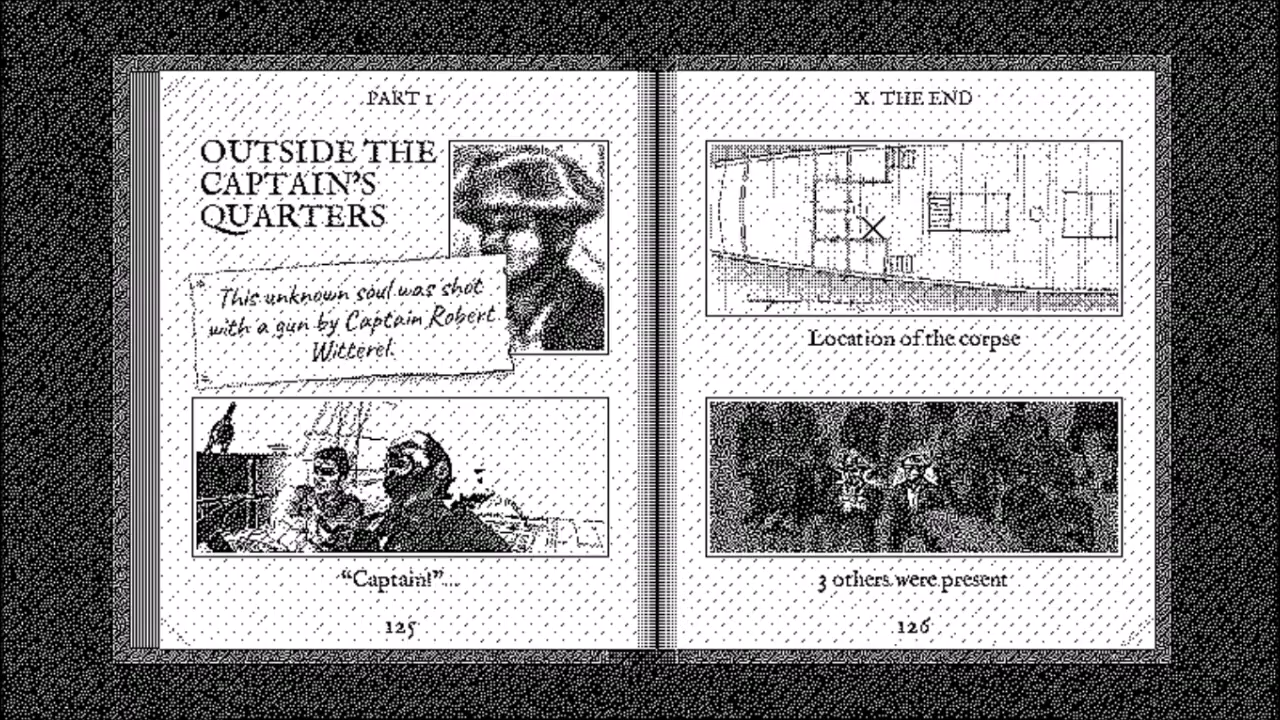 PART 1
OUTSIDE THE
CAPTAIN'S
QUARTERS
This unknown soul was shot
with a gun by Captain Robert
Witterel.
"Captain!"...
125
X. THE END
Location of the corpse
3 others were present
126